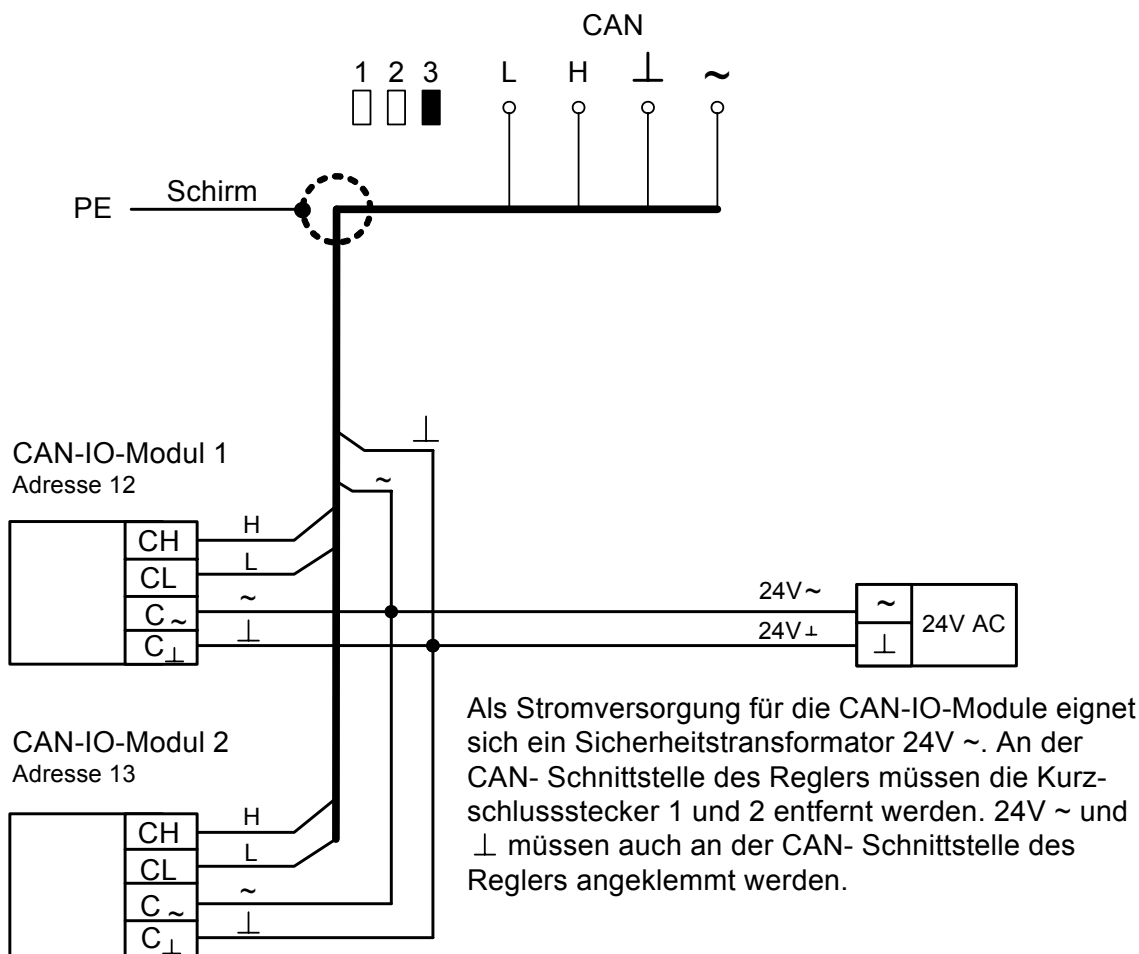 CAN
1 2 3 L H ⊥ ~
PE Schirm
⊥
CAN-IO-Modul 1
Adresse 12
~
CH H
CL L
C~ ~ 24V~ ~
C⊥ ⊥ 24V⊥ ⊥ 24V AC
Als Stromversorgung für die CAN-IO-Module eignet
sich ein Sicherheitstransformator 24V ~. An der
CAN- Schnittstelle des Reglers müssen die Kurz-
schlussstecker 1 und 2 entfernt werden. 24V ~ und
⊥ müssen auch an der CAN- Schnittstelle des
Reglers angeklemmt werden.
CAN-IO-Modul 2
Adresse 13
CH H
CL L
C~ ~
C⊥ ⊥